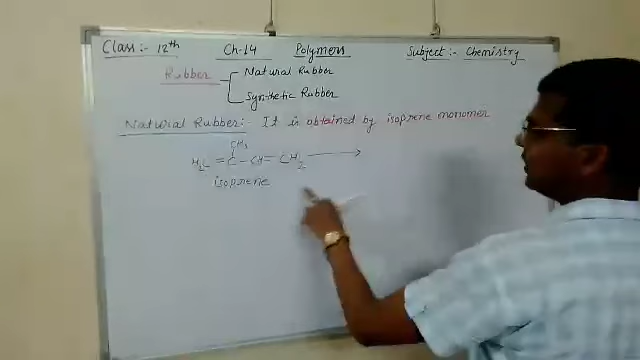 Class:- 12th Ch-14 Polymers Subject:- Chemistry
Rubber Natural Rubber
Synthetic Rubber
Natural Rubber:- It is obtained by isoprene monomer
CH3
H2C = C - CH = CH2 →
isoprene